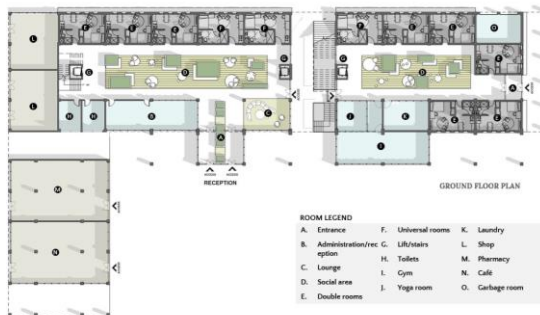 E E E F F
L
G D G
L
H H B C
A
RECEPTION
M
N
F E E E O
E
G D A
J K E E
I
GROUND FLOOR PLAN
ROOM LEGEND
A. Entrance F. Universal rooms K. Laundry
B. Administration/rec G. Lift/stairs L. Shop
eption H. Toilets M. Pharmacy
C. Lounge I. Gym N. Café
D. Social area J. Yoga room O. Garbage room
E. Double rooms